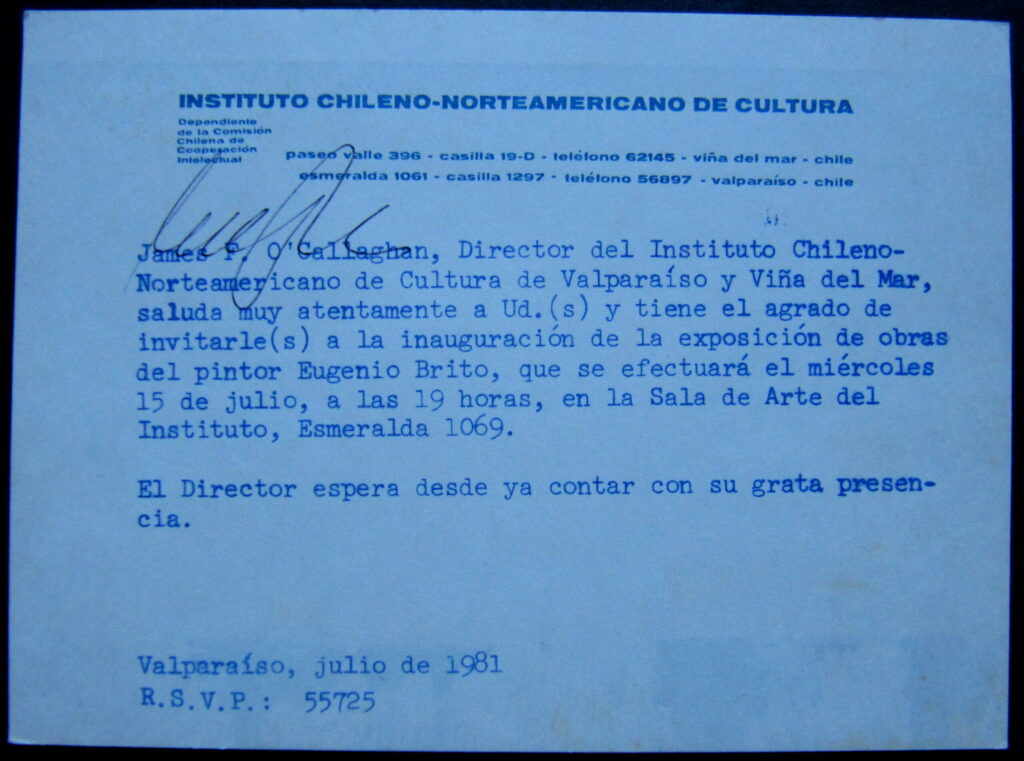 INSTITUTO CHILENO-NORTEAMERICANO DE CULTURA
Dependiente
de la Comisión
Chilena de
Cooperación
Intelectual
paseo valle 396 - casilla 19-D - teléfono 62145 - viña del mar - chile
esmeralda 1061 - casilla 1297 - teléfono 56897 - valparaíso - chile
James F. O'Callaghan, Director del Instituto Chileno-
Norteamericano de Cultura de Valparaíso y Viña del Mar,
saluda muy atentamente a Ud.(s) y tiene el agrado de
invitarle(s) a la inauguración de la exposición de obras
del pintor Eugenio Brito, que se efectuará el miércoles
15 de julio, a las 19 horas, en la Sala de Arte del
Instituto, Esmeralda 1069.
El Director espera desde ya contar con su grata presen-
cia.
Valparaíso, julio de 1981
R.S.V.P.: 55725